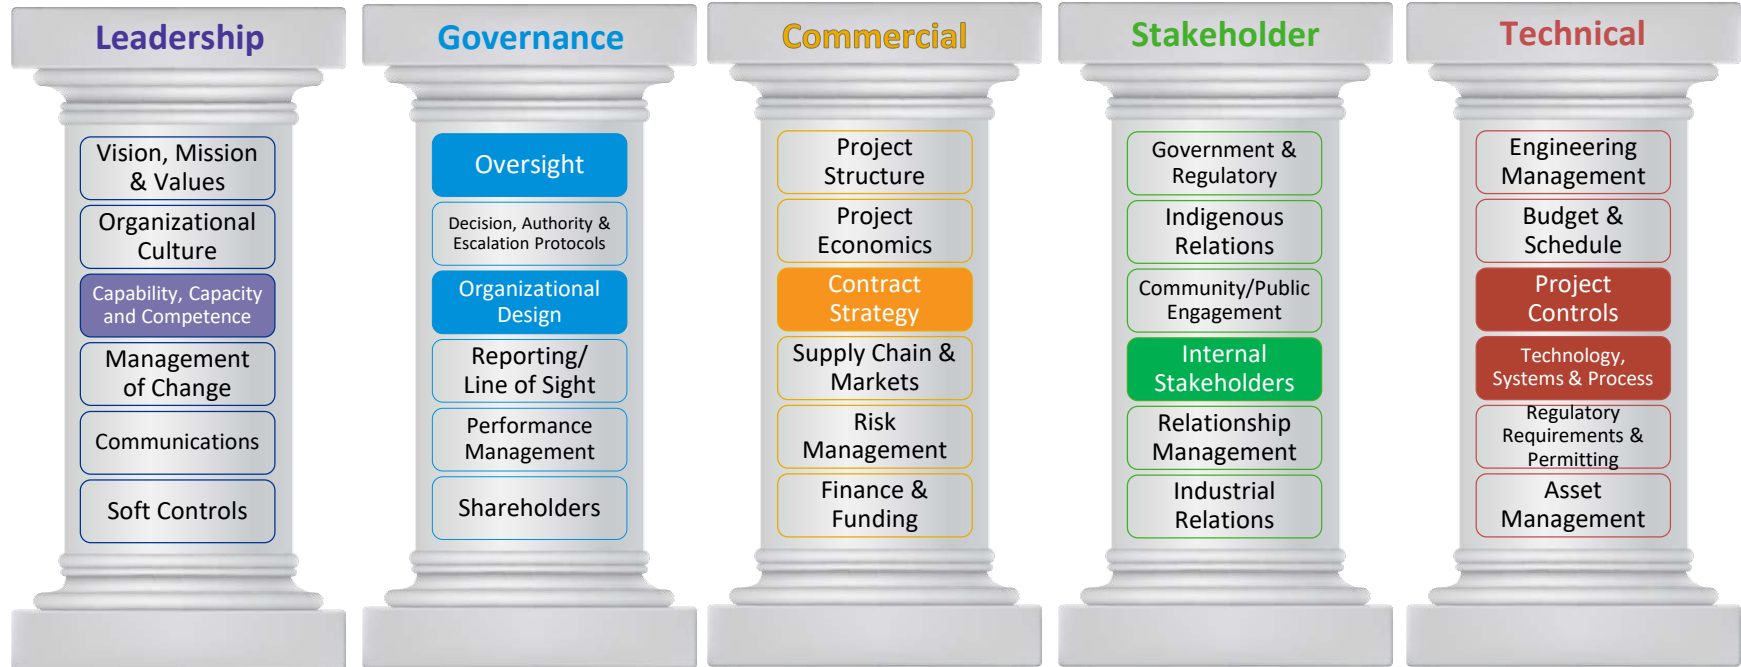 Leadership
Vision, Mission
& Values
Organizational
Culture
Capability, Capacity
and Competence
Management
of Change
Communications
Soft Controls
Governance
Oversight
Decision, Authority &
Escalation Protocols
Organizational
Design
Reporting/
Line of Sight
Performance
Management
Shareholders
Commercial
Project
Structure
Project
Economics
Contract
Strategy
Supply Chain &
Markets
Risk
Management
Finance &
Funding
Stakeholder
Government &
Regulatory
Indigenous
Relations
Community/Public
Engagement
Internal
Stakeholders
Relationship
Management
Industrial
Relations
Technical
Engineering
Management
Budget &
Schedule
Project
Controls
Technology,
Systems & Process
Regulatory
Requirements &
Permitting
Asset
Management